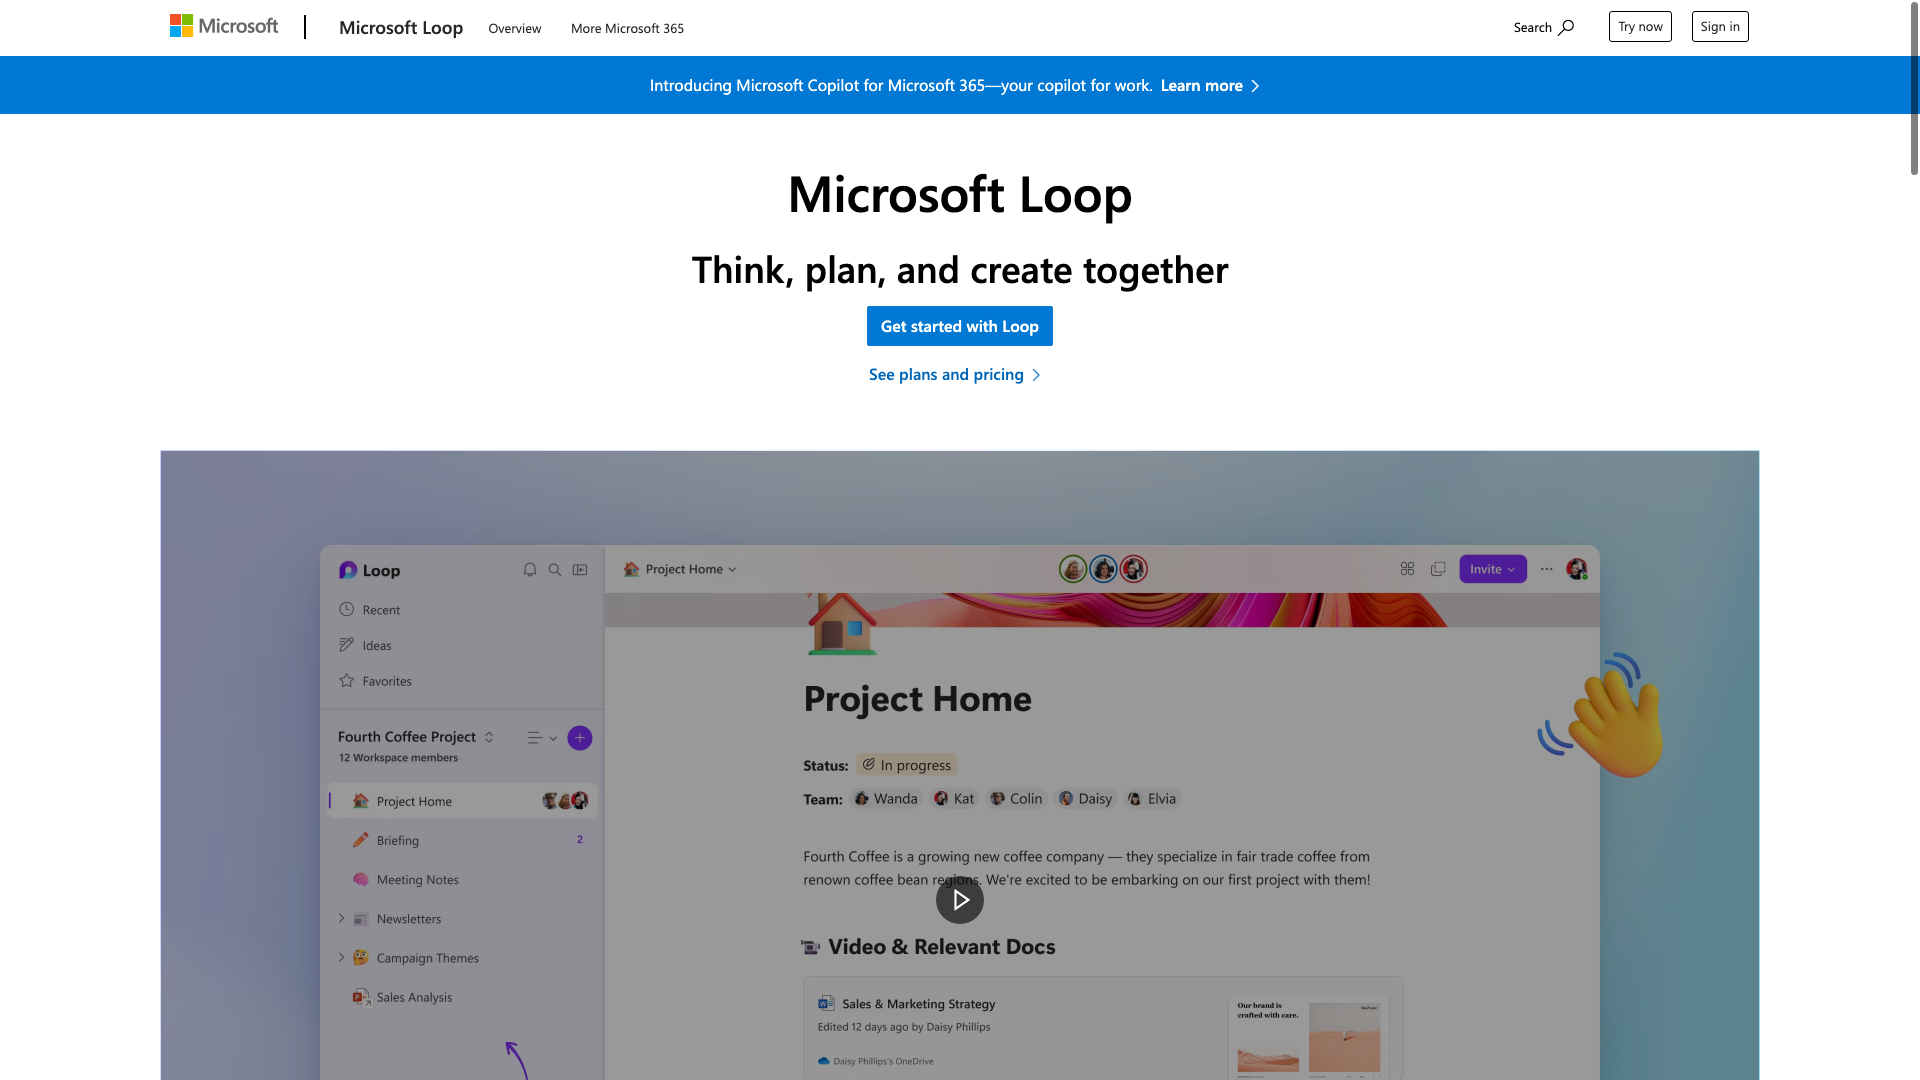 Microsoft
Microsoft Loop
Overview
More Microsoft 365
Search
Try now
Sign in
Introducing Microsoft Copilot for Microsoft 365—your copilot for work. Learn more
Microsoft Loop
Think, plan, and create together
Get started with Loop
See plans and pricing
Loop
Recent
Ideas
Favorites
Fourth Coffee Project
12 Workspace members
Project Home
Briefing 2
Meeting Notes
Newsletters
Campaign Themes
Sales Analysis
Project Home
Invite
Project Home
Status: In progress
Team: Wanda Kat Colin Daisy Elvia
Fourth Coffee is a growing new coffee company — they specialize in fair trade coffee from
renown coffee bean regions. We're excited to be embarking on our first project with them!
Video & Relevant Docs
Sales & Marketing Strategy
Edited 12 days ago by Daisy Phillips
Daisy Phillips's OneDrive
Our brand is
crafted with care.